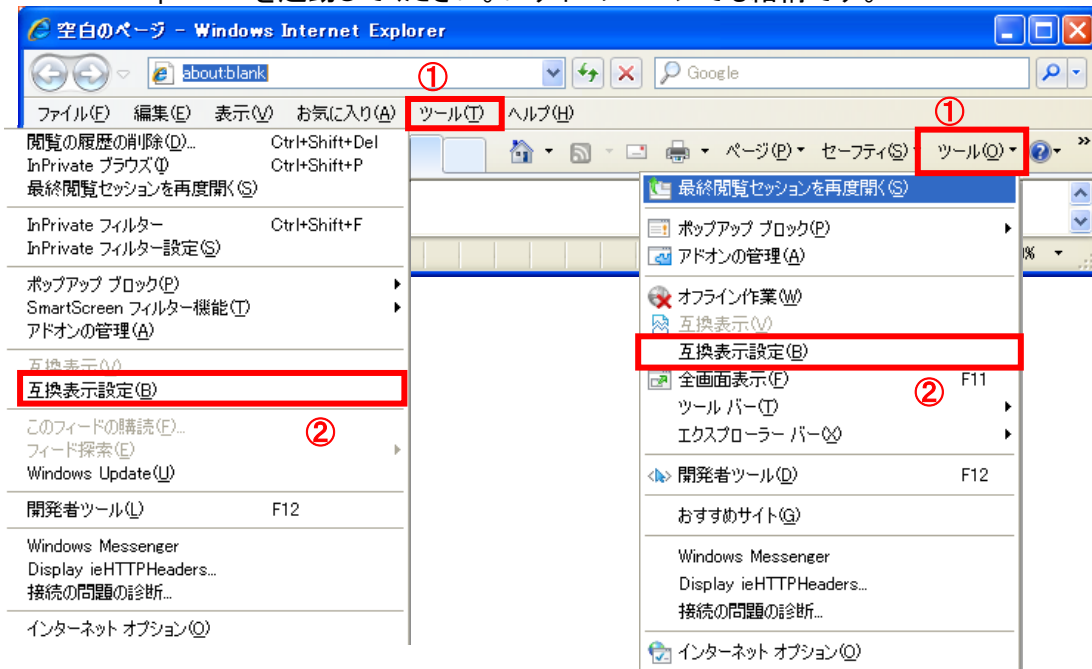 空白のページ - Windows Internet Explorer
about:blank
Google
①
①
ファイル(F) 編集(E) 表示(V) お気に入り(A) ツール(T) ヘルプ(H)
ページ(P) セーフティ(S) ツール(O) »
閲覧の履歴の削除(D)... Ctrl+Shift+Del
InPrivate ブラウズ(I) Ctrl+Shift+P
最終閲覧セッションを再度開く(S)
InPrivate フィルター Ctrl+Shift+F
InPrivate フィルター設定(S)
ポップアップ ブロック(P)
SmartScreen フィルター機能(T)
アドオンの管理(A)
互換表示(V)
互換表示設定(B)
②
このフィードの購読(F)...
フィード探索(E)
Windows Update(U)
開発者ツール(L) F12
Windows Messenger
Display ieHTTPHeaders...
接続の問題の診断...
インターネット オプション(O)
最終閲覧セッションを再度開く(S)
ポップアップ ブロック(P)
アドオンの管理(A)
オフライン作業(W)
互換表示(V)
互換表示設定(B)
②
全画面表示(F) F11
ツール バー(T)
エクスプローラー バー(X)
開発者ツール(D) F12
おすすめサイト(G)
Windows Messenger
Display ieHTTPHeaders...
接続の問題の診断...
インターネット オプション(O)